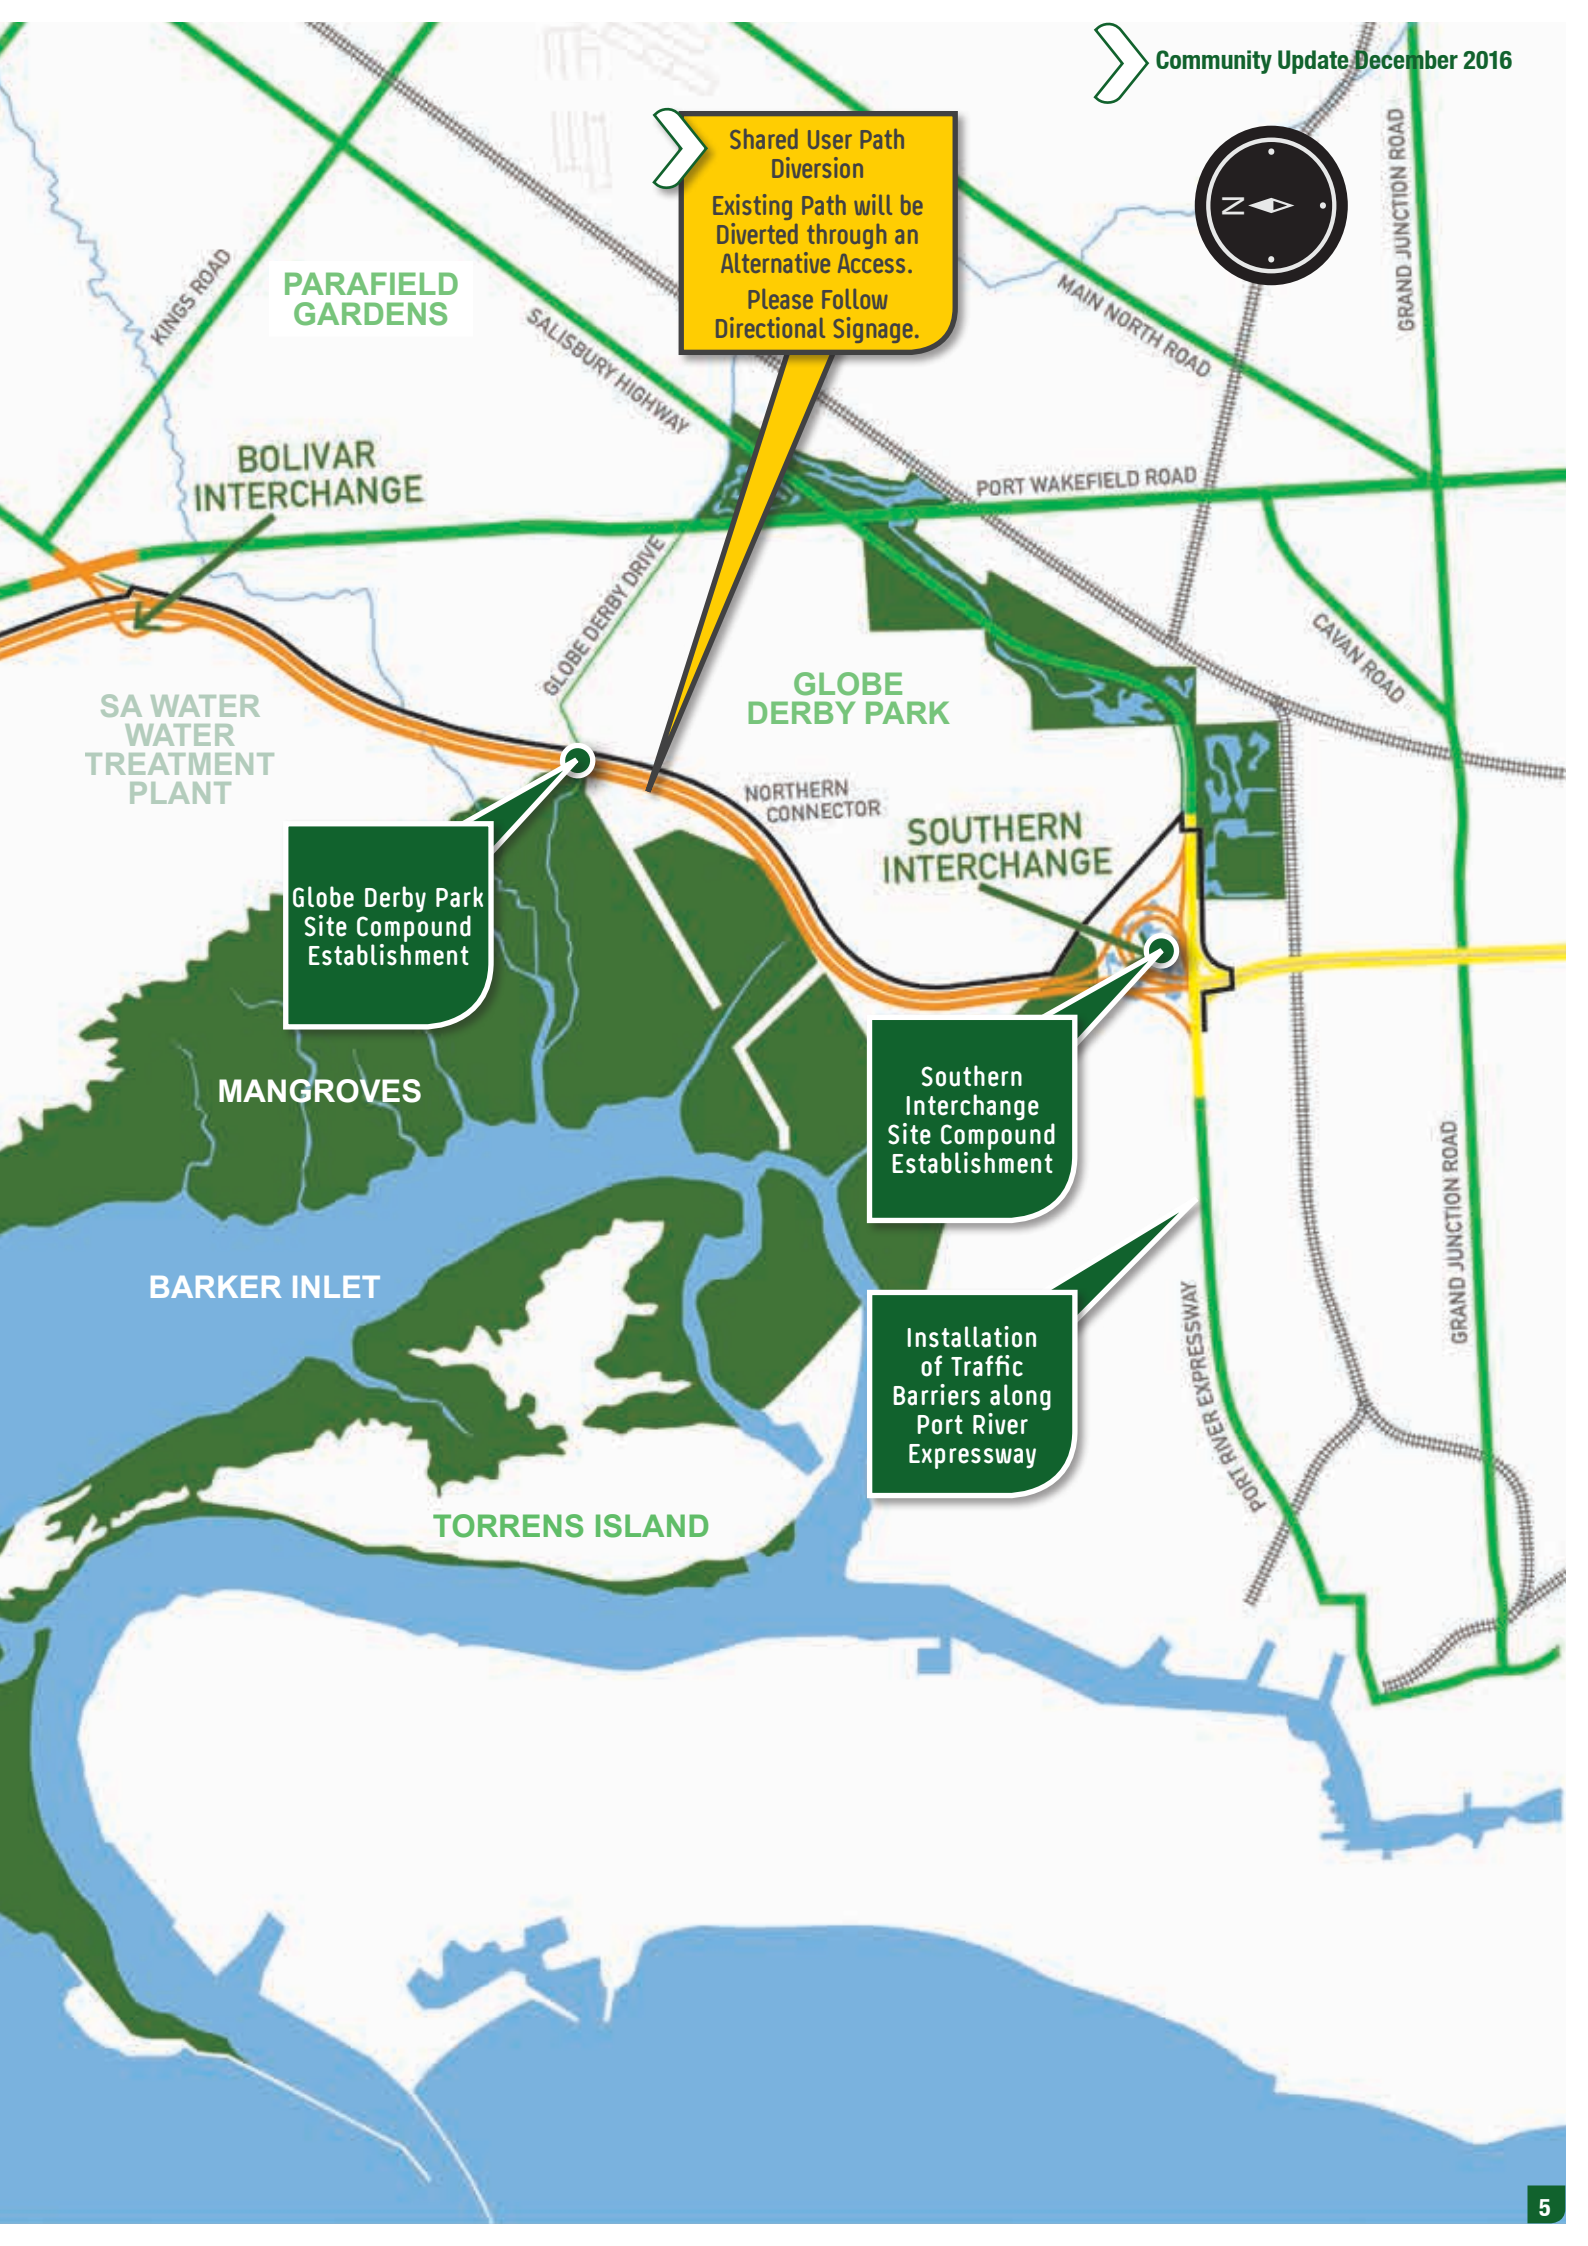 Community Update December 2016
Shared User Path
Diversion
Existing Path will be
Diverted through an
Alternative Access.
Please Follow
Directional Signage.
N
GRAND JUNCTION ROAD
KINGS ROAD
PARAFIELD
GARDENS
SALISBURY HIGHWAY
MAIN NORTH ROAD
BOLIVAR
INTERCHANGE
PORT WAKEFIELD ROAD
GLOBE DERBY DRIVE
CAVAN ROAD
SA WATER
WATER
TREATMENT
PLANT
GLOBE
DERBY PARK
NORTHERN
CONNECTOR
SOUTHERN
INTERCHANGE
Globe Derby Park
Site Compound
Establishment
Southern
Interchange
Site Compound
Establishment
MANGROVES
GRAND JUNCTION ROAD
BARKER INLET
PORT RIVER EXPRESSWAY
Installation
of Traffic
Barriers along
Port River
Expressway
TORRENS ISLAND
5